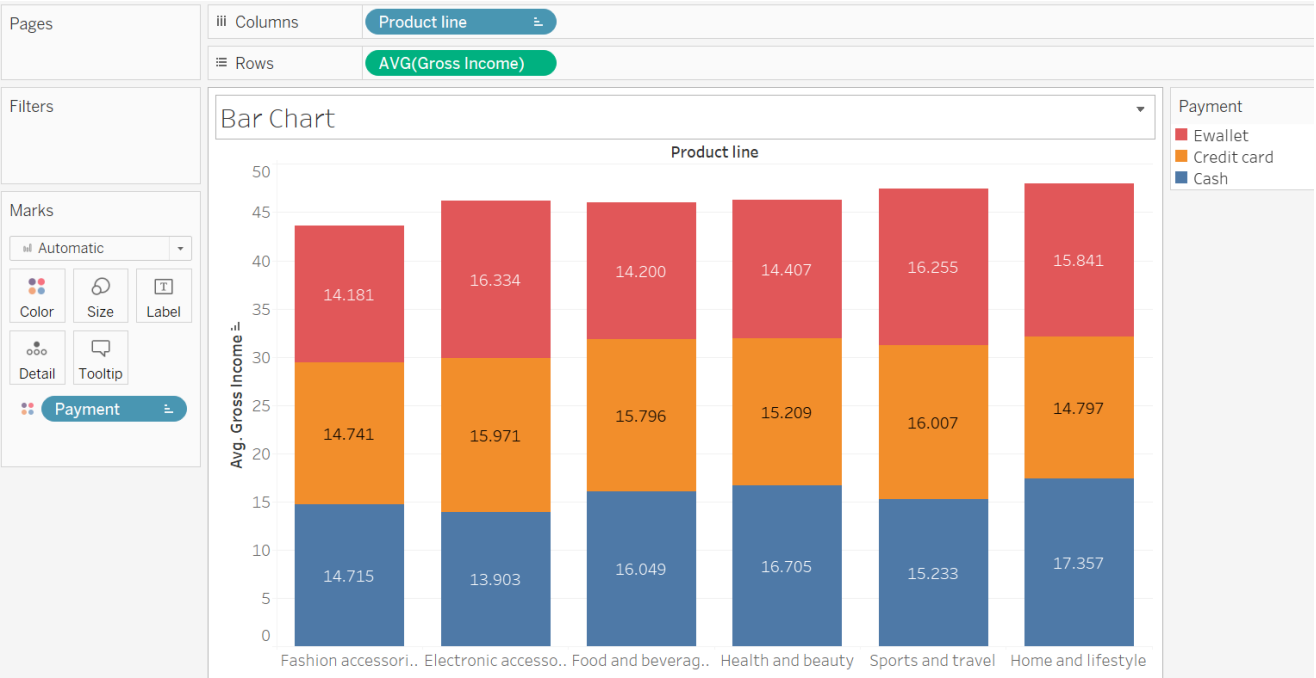 Pages
Columns
Product line
Rows
AVG(Gross Income)
Filters
Marks
Automatic
Color
Size
Label
Detail
Tooltip
Payment
Bar Chart
Product line
Avg. Gross Income
50
45
40
35
30
25
20
15
10
5
0
14.181
16.334
14.200
14.407
16.255
15.841
14.741
15.971
15.796
15.209
16.007
14.797
14.715
13.903
16.049
16.705
15.233
17.357
Fashion accessori..
Electronic accesso..
Food and beverag..
Health and beauty
Sports and travel
Home and lifestyle
Payment
Ewallet
Credit card
Cash